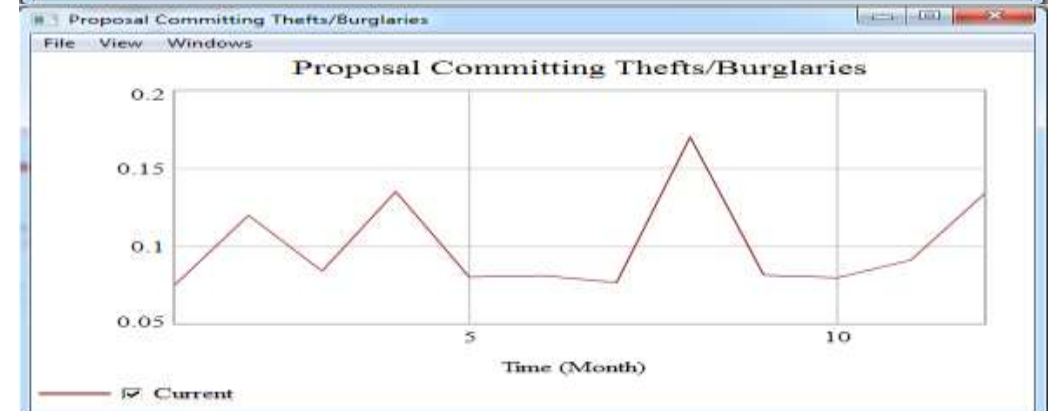 Proposal Committing Thefts/Burglaries
File View Windows
Proposal Committing Thefts/Burglaries
0.2
0.15
0.1
0.05
5 10
Time (Month)
Current